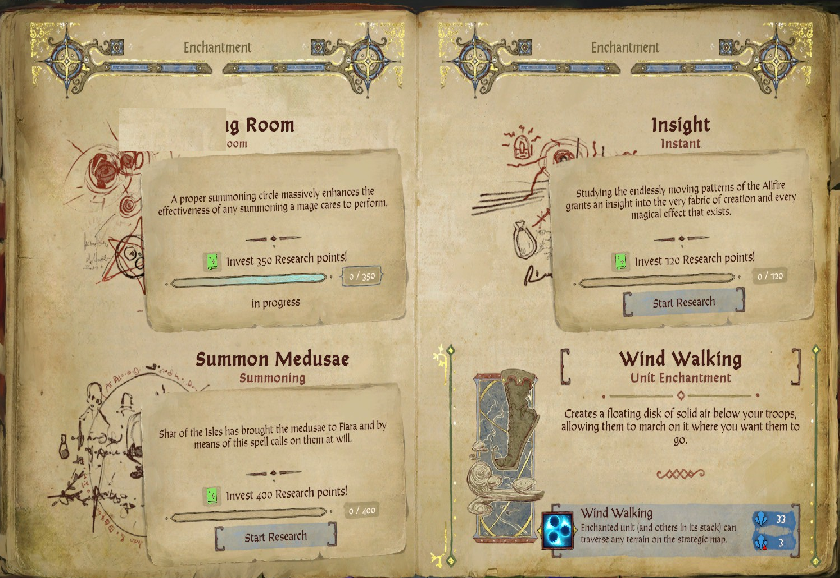 Enchantment
ng Room
oom
A proper summoning circle massively enhances the
effectiveness of any summoning a mage cares to perform.
Invest 350 Research points!
0 / 350
in progress
Summon Medusae
Summoning
Shar of the Isles has brought the medusae to Fiara and by
means of this spell calls on them at will.
Invest 400 Research points!
0 / 400
Start Research
Enchantment
Insight
Instant
Studying the endlessly moving patterns of the Allfire
grants an insight into the very fabric of creation and every
magical effect that exists.
Invest 120 Research points!
0 / 120
Start Research
Wind Walking
Unit Enchantment
Creates a floating disk of solid air below your troops,
allowing them to march on it where you want them to
go.
Wind Walking
Enchanted unit (and others in its stack) can
traverse any terrain on the strategic map.
33
3